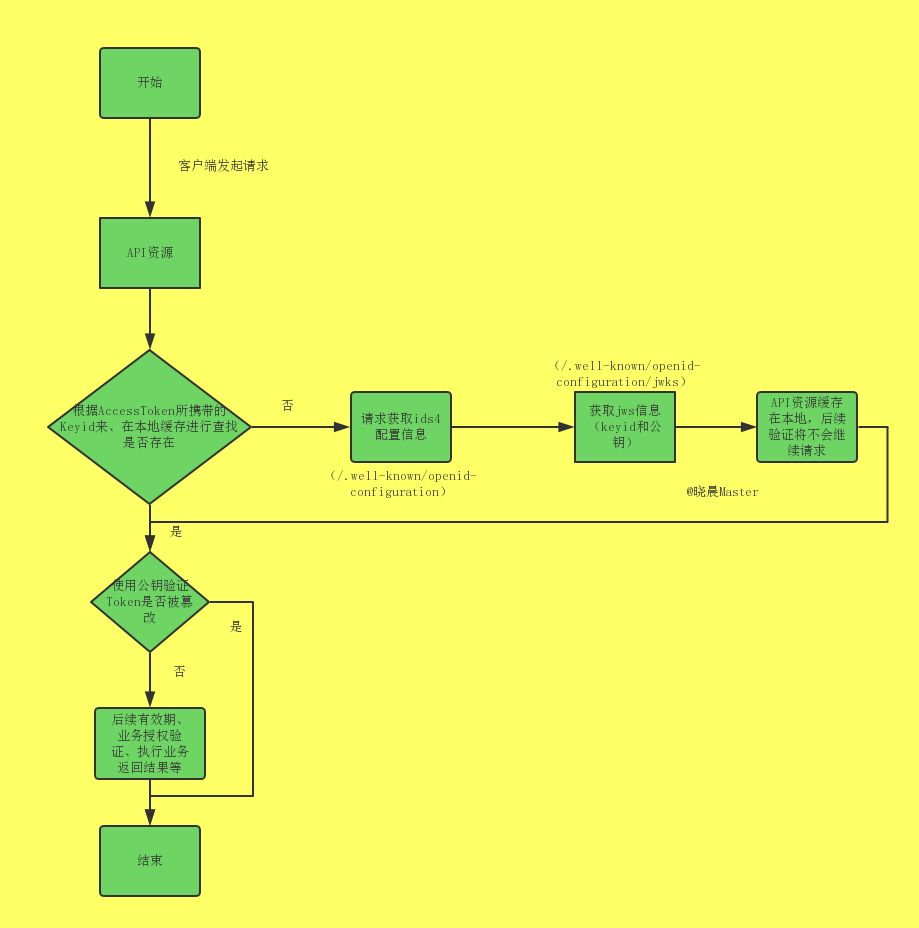 开始
客户端发起请求
API资源
根据AccessToken所携带的
Keyid来、在本地缓存进行查找
是否存在
否
请求获取ids4
配置信息
（/.well-known/openid-
configuration）
（/.well-known/openid-
configuration/jwks）
获取jws信息
（keyid和公
钥）
API资源缓存
在本地，后续
验证将不会继
续请求
@晓晨Master
是
使用公钥验证
Token是否被篡
改
是
否
后续有效期、
业务授权验
证、执行业务
返回结果等
结束